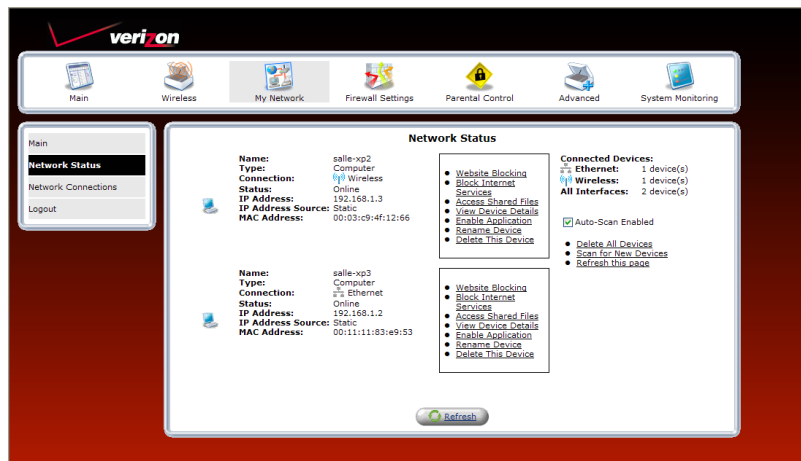 verizon
Main
Wireless
My Network
Firewall Settings
Parental Control
Advanced
System Monitoring
Main
Network Status
Network Connections
Logout
Network Status
Name: salle-xp2
Type: Computer
Connection: Wireless
Status: Online
IP Address: 192.168.1.3
IP Address Source: Static
MAC Address: 00:03:c9:4f:12:66
Website Blocking
Block Internet
Services
Access Shared Files
View Device Details
Enable Application
Rename Device
Delete This Device
Connected Devices:
Ethernet: 1 device(s)
Wireless: 1 device(s)
All Interfaces: 2 device(s)
Auto-Scan Enabled
Delete All Devices
Scan for New Devices
Refresh this page
Name: salle-xp3
Type: Computer
Connection: Ethernet
Status: Online
IP Address: 192.168.1.2
IP Address Source: Static
MAC Address: 00:11:11:83:e9:53
Website Blocking
Block Internet
Services
Access Shared Files
View Device Details
Enable Application
Rename Device
Delete This Device
Refresh